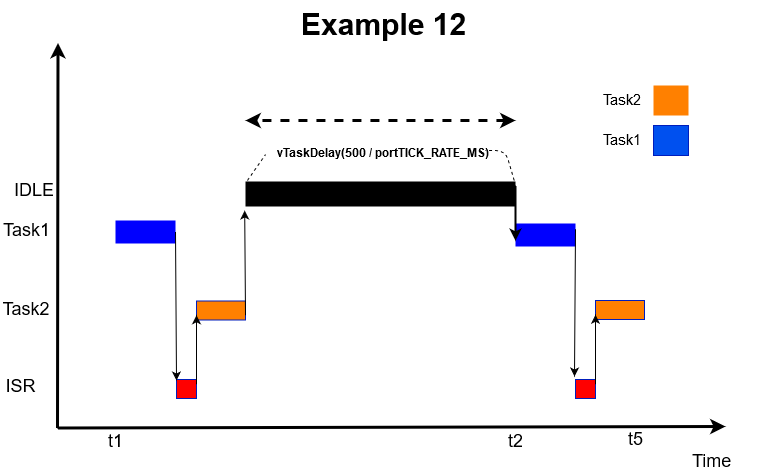 Example 12
Task2
Task1
vTaskDelay(500 / portTICK_RATE_MS)
IDLE
Task1
Task2
ISR
t1
t2
t5
Time